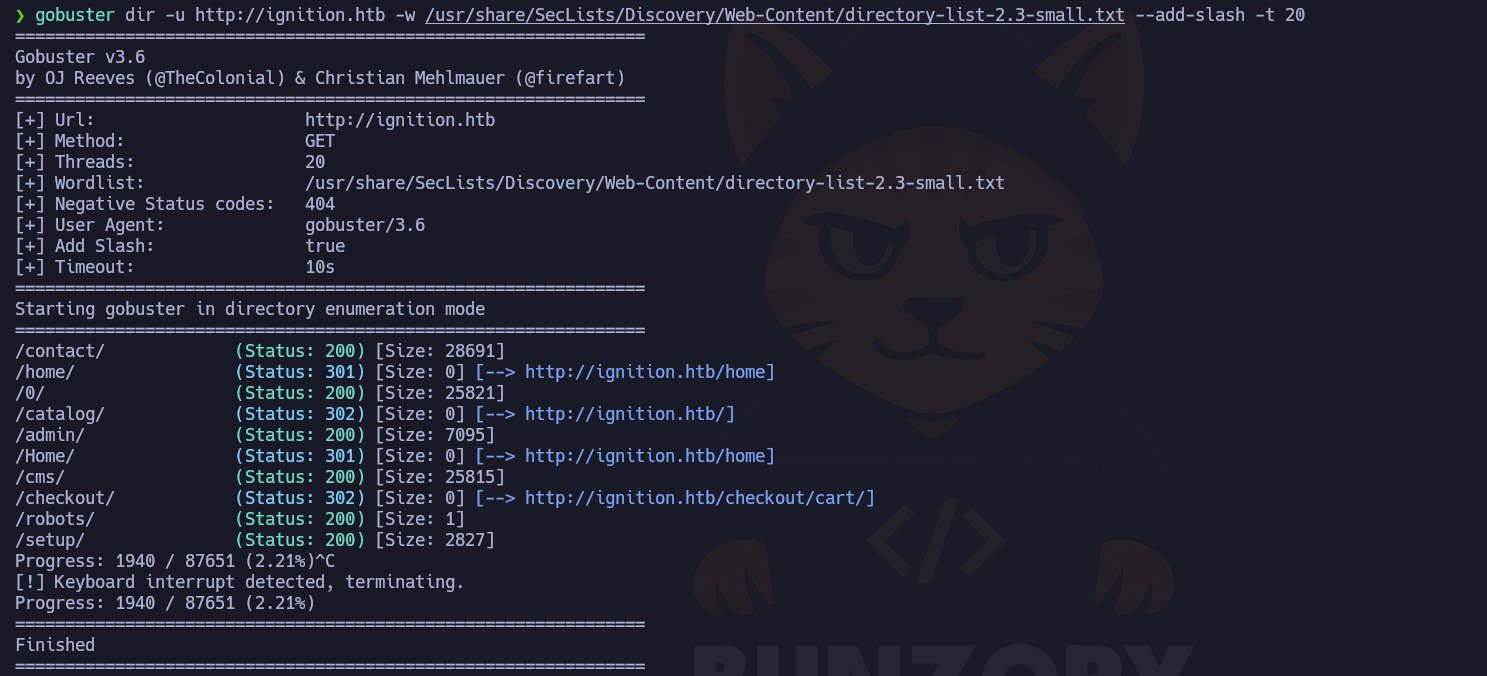 ❯ gobuster dir -u http://ignition.htb -w /usr/share/SecLists/Discovery/Web-Content/directory-list-2.3-small.txt --add-slash -t 20
===============================================================
Gobuster v3.6
by OJ Reeves (@TheColonial) & Christian Mehlmauer (@firefart)
===============================================================
[+] Url:                     http://ignition.htb
[+] Method:                  GET
[+] Threads:                 20
[+] Wordlist:                /usr/share/SecLists/Discovery/Web-Content/directory-list-2.3-small.txt
[+] Negative Status codes:   404
[+] User Agent:              gobuster/3.6
[+] Add Slash:               true
[+] Timeout:                 10s
===============================================================
Starting gobuster in directory enumeration mode
===============================================================
/contact/             (Status: 200) [Size: 28691]
/home/                (Status: 301) [Size: 0] [--> http://ignition.htb/home]
/0/                   (Status: 200) [Size: 25821]
/catalog/             (Status: 302) [Size: 0] [--> http://ignition.htb/]
/admin/               (Status: 200) [Size: 7095]
/Home/                (Status: 301) [Size: 0] [--> http://ignition.htb/home]
/cms/                 (Status: 200) [Size: 25815]
/checkout/            (Status: 302) [Size: 0] [--> http://ignition.htb/checkout/cart/]
/robots/              (Status: 200) [Size: 1]
/setup/               (Status: 200) [Size: 2827]
Progress: 1940 / 87651 (2.21%)^C
[!] Keyboard interrupt detected, terminating.
Progress: 1940 / 87651 (2.21%)
===============================================================
Finished
===============================================================